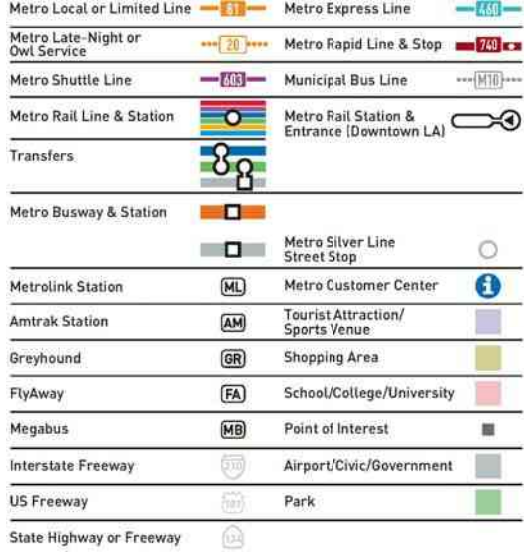 Metro Local or Limited Line 81 Metro Express Line 460
Metro Late-Night or
Owl Service 20 Metro Rapid Line & Stop 740
Metro Shuttle Line 603 Municipal Bus Line M10
Metro Rail Line & Station Metro Rail Station &
Entrance (Downtown LA)
Transfers
Metro Busway & Station
Metro Silver Line
Street Stop
Metrolink Station ML Metro Customer Center i
Amtrak Station AM Tourist Attraction/
Sports Venue
Greyhound GR Shopping Area
FlyAway FA School/College/University
Megabus MB Point of Interest
Interstate Freeway 210 Airport/Civic/Government
US Freeway 101 Park
State Highway or Freeway